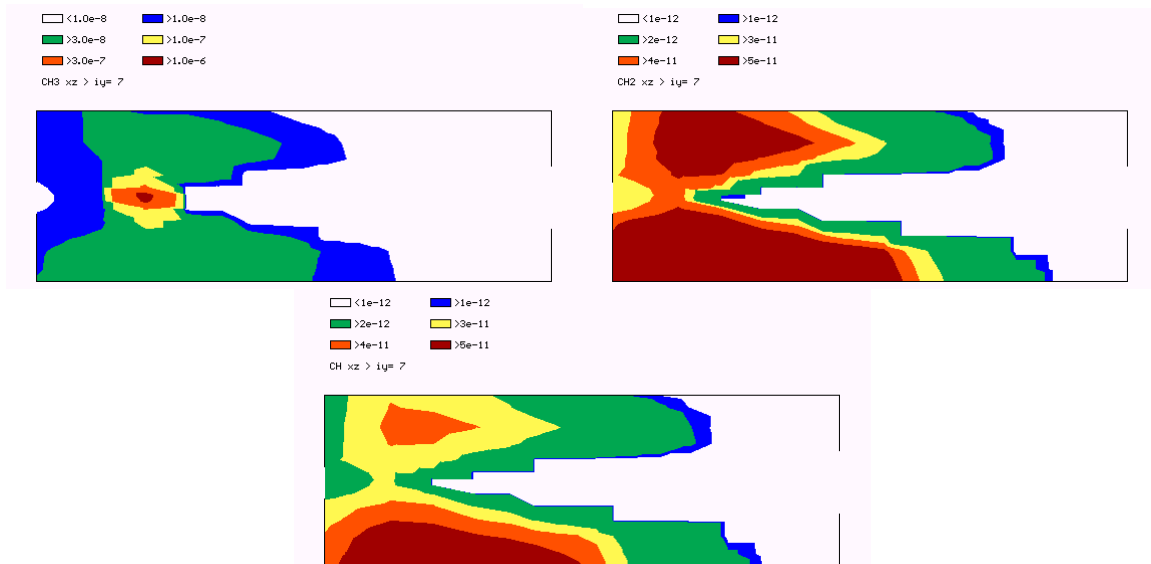 <1.0e-8 >1.0e-8
>3.0e-8 >1.0e-7
>3.0e-7 >1.0e-6
CH3 xz > iy= 7
<1e-12 >1e-12
>2e-12 >3e-11
>4e-11 >5e-11
CH2 xz > iy= 7
<1e-12 >1e-12
>2e-12 >3e-11
>4e-11 >5e-11
CH xz > iy= 7